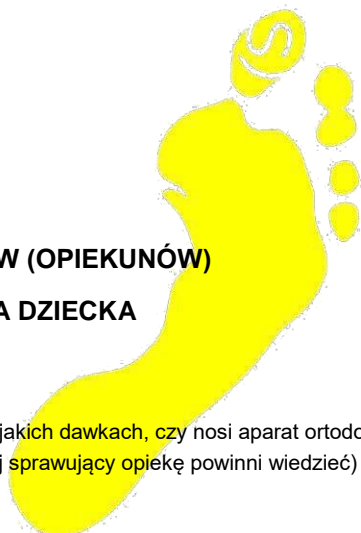 W (OPIEKUNÓW)
A DZIECKA
jakich dawkach, czy nosi aparat ortodo
j sprawujący opiekę powinni wiedzieć)